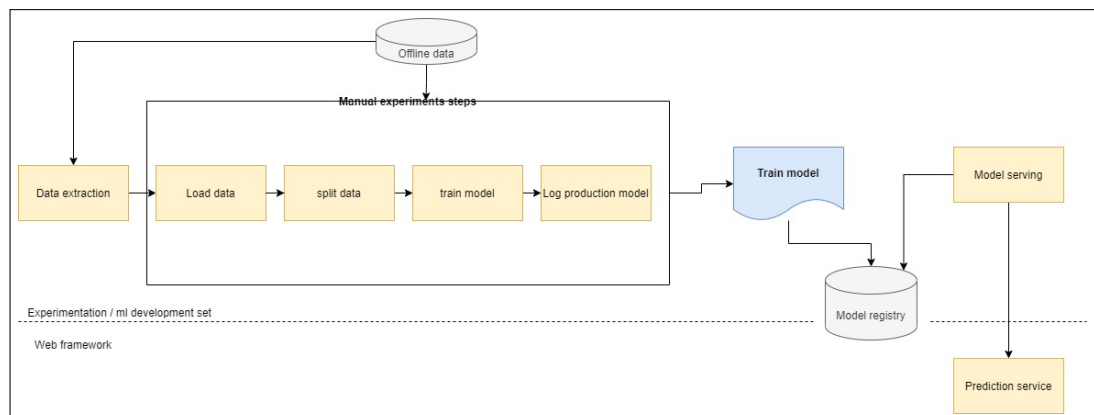 Offline data
Manual experiments steps
Data extraction
Load data
split data
train model
Log production model
Train model
Model serving
Model registry
Experimentation / ml development set
Web framework
Prediction service